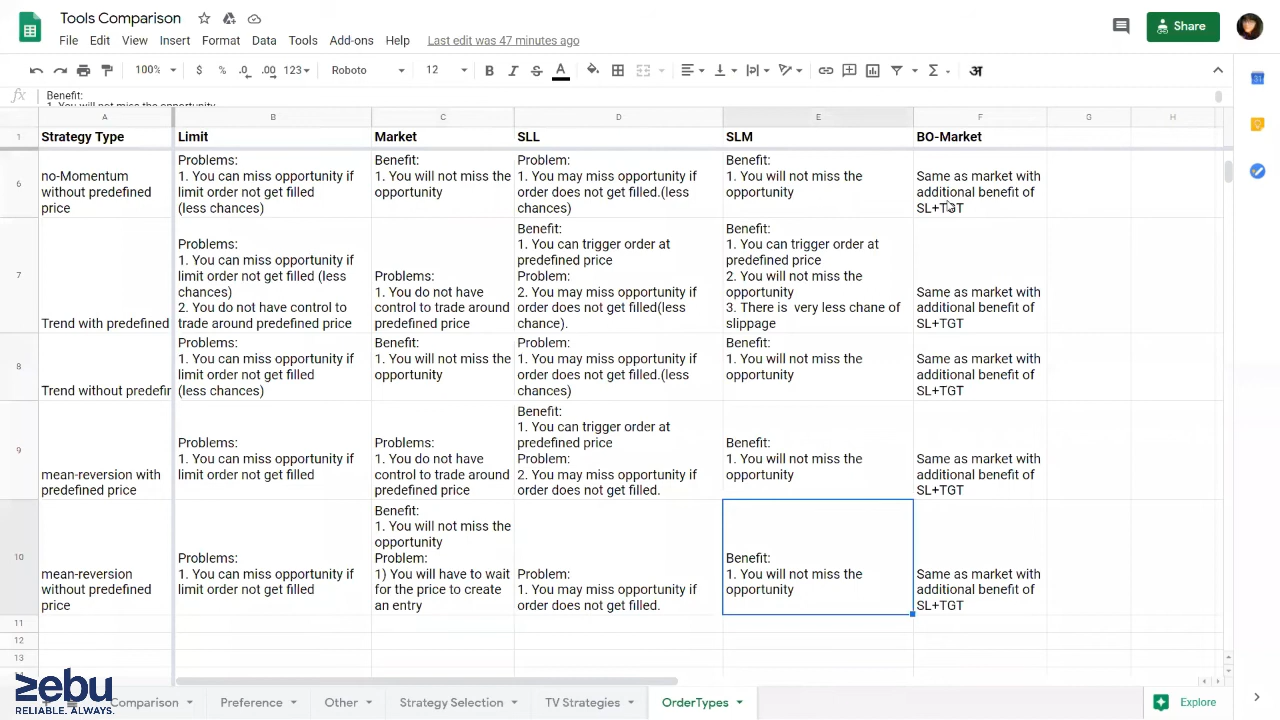 Tools Comparison
File Edit View Insert Format Data Tools Add-ons Help Last edit was 47 minutes ago
Share
100% $ % .0 .00 123 Roboto 12 B I S A अ
fx Benefit:
1. You will not miss the opportunity
A B C D E F G H
1 Strategy Type Limit Market SLL SLM BO-Market
6
no-Momentum
without predefined
price
Problems:
1. You can miss opportunity if
limit order not get filled
(less chances)
Benefit:
1. You will not miss the
opportunity
Problem:
1. You may miss opportunity if
order does not get filled.(less
chances)
Benefit:
1. You will not miss the
opportunity
Same as market with
additional benefit of
SL+TGT
7
Trend with predefined
Problems:
1. You can miss opportunity if
limit order not get filled (less
chances)
2. You do not have control to
trade around predefined price
Problems:
1. You do not have
control to trade around
predefined price
Benefit:
1. You can trigger order at
predefined price
Problem:
2. You may miss opportunity if
order does not get filled(less
chance).
Benefit:
1. You can trigger order at
predefined price
2. You will not miss the
opportunity
3. There is very less chane of
slippage
Same as market with
additional benefit of
SL+TGT
8
Trend without predefir
Problems:
1. You can miss opportunity if
limit order not get filled
(less chances)
Benefit:
1. You will not miss the
opportunity
Problem:
1. You may miss opportunity if
order does not get filled.(less
chances)
Benefit:
1. You will not miss the
opportunity
Same as market with
additional benefit of
SL+TGT
9
mean-reversion with
predefined price
Problems:
1. You can miss opportunity if
limit order not get filled
Problems:
1. You do not have
control to trade around
predefined price
Benefit:
1. You can trigger order at
predefined price
Problem:
2. You may miss opportunity if
order does not get filled.
Benefit:
1. You will not miss the
opportunity
Same as market with
additional benefit of
SL+TGT
10
mean-reversion
without predefined
price
Problems:
1. You can miss opportunity if
limit order not get filled
Benefit:
1. You will not miss the
opportunity
Problem:
1) You will have to wait
for the price to create
an entry
Problem:
1. You may miss opportunity if
order does not get filled.
Benefit:
1. You will not miss the
opportunity
Same as market with
additional benefit of
SL+TGT
11
12
13
zebu
RELIABLE. ALWAYS.
Comparison Preference Other Strategy Selection TV Strategies OrderTypes Explore